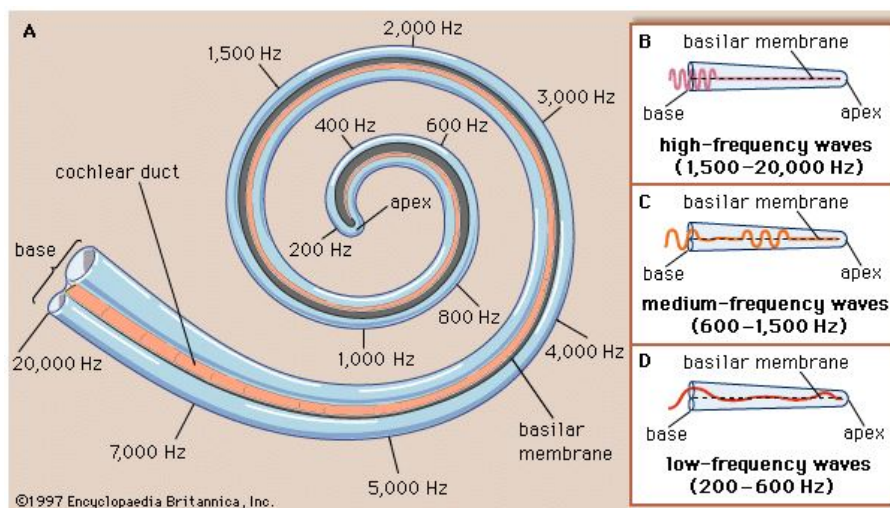 A
2,000 Hz
1,500 Hz
3,000 Hz
400 Hz
600 Hz
cochlear duct
apex
200 Hz
base
800 Hz
20,000 Hz
1,000 Hz
4,000 Hz
7,000 Hz
basilar
membrane
5,000 Hz
©1997 Encyclopaedia Britannica, Inc.
B
basilar membrane
base
apex
high-frequency waves
(1,500–20,000 Hz)
C
basilar membrane
base
apex
medium-frequency waves
(600–1,500 Hz)
D
basilar membrane
base
apex
low-frequency waves
(200–600 Hz)